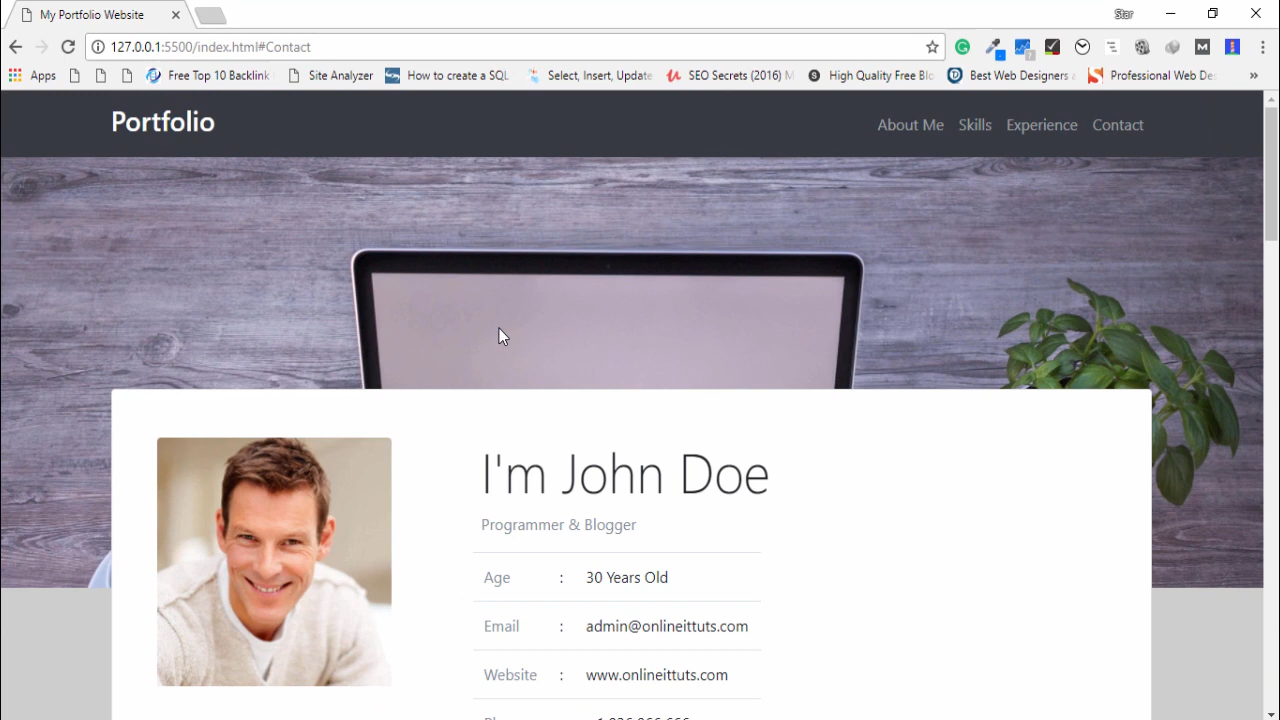 My Portfolio Website
Star
127.0.0.1:5500/index.html#Contact
Apps Free Top 10 Backlink Site Analyzer How to create a SQL Select, Insert, Update SEO Secrets (2016) High Quality Free Best Web Designers Professional Web »
Portfolio About Me Skills Experience Contact
I'm John Doe
Programmer & Blogger
Age : 30 Years Old
Email : admin@onlineittuts.com
Website : www.onlineittuts.com